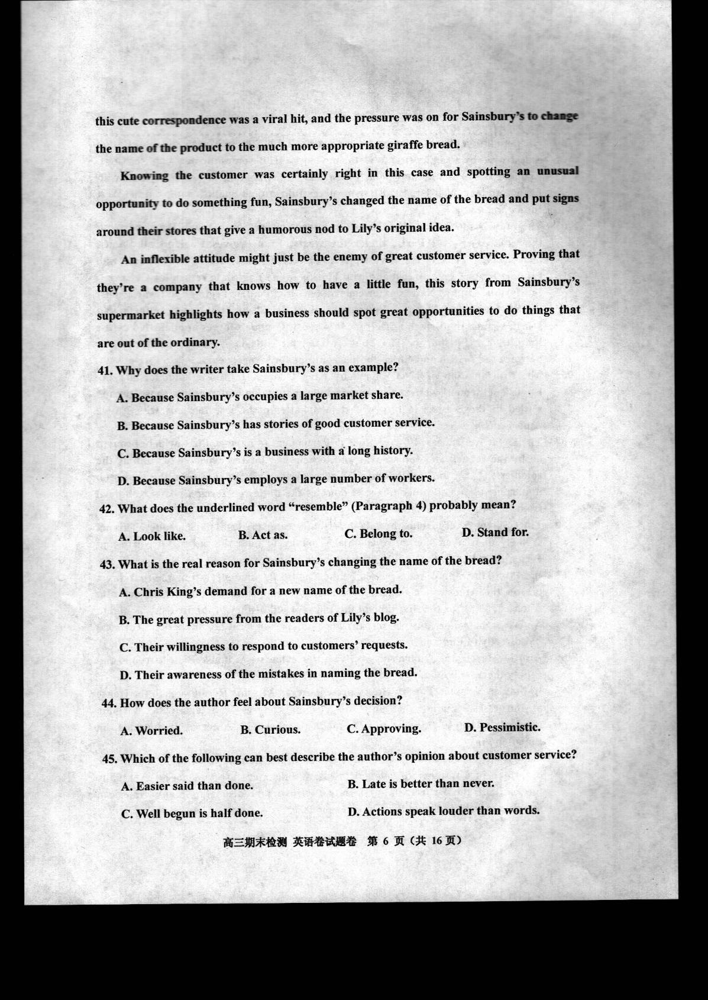 this cute correspondence was a viral hit, and the pressure was on for Sainsbury's to change
the name of the product to the much more appropriate giraffe bread.
Knowing the customer was certainly right in this case and spotting an unusual
opportunity to do something fun, Sainsbury's changed the name of the bread and put signs
around their stores that give a humorous nod to Lily's original idea.
An inflexible attitude might just be the enemy of great customer service. Proving that
they're a company that knows how to have a little fun, this story from Sainsbury's
supermarket highlights how a business should spot great opportunities to do things that
are out of the ordinary.
41. Why does the writer take Sainsbury's as an example?
A. Because Sainsbury's occupies a large market share.
B. Because Sainsbury's has stories of good customer service.
C. Because Sainsbury's is a business with a long history.
D. Because Sainsbury's employs a large number of workers.
42. What does the underlined word “resemble” (Paragraph 4) probably mean?
A. Look like. B. Act as. C. Belong to. D. Stand for.
43. What is the real reason for Sainsbury's changing the name of the bread?
A. Chris King's demand for a new name of the bread.
B. The great pressure from the readers of Lily's blog.
C. Their willingness to respond to customers' requests.
D. Their awareness of the mistakes in naming the bread.
44. How does the author feel about Sainsbury's decision?
A. Worried. B. Curious. C. Approving. D. Pessimistic.
45. Which of the following can best describe the author's opinion about customer service?
A. Easier said than done. B. Late is better than never.
C. Well begun is half done. D. Actions speak louder than words.
高三期末检测 英语卷试题卷 第 6 页（共 16 页）